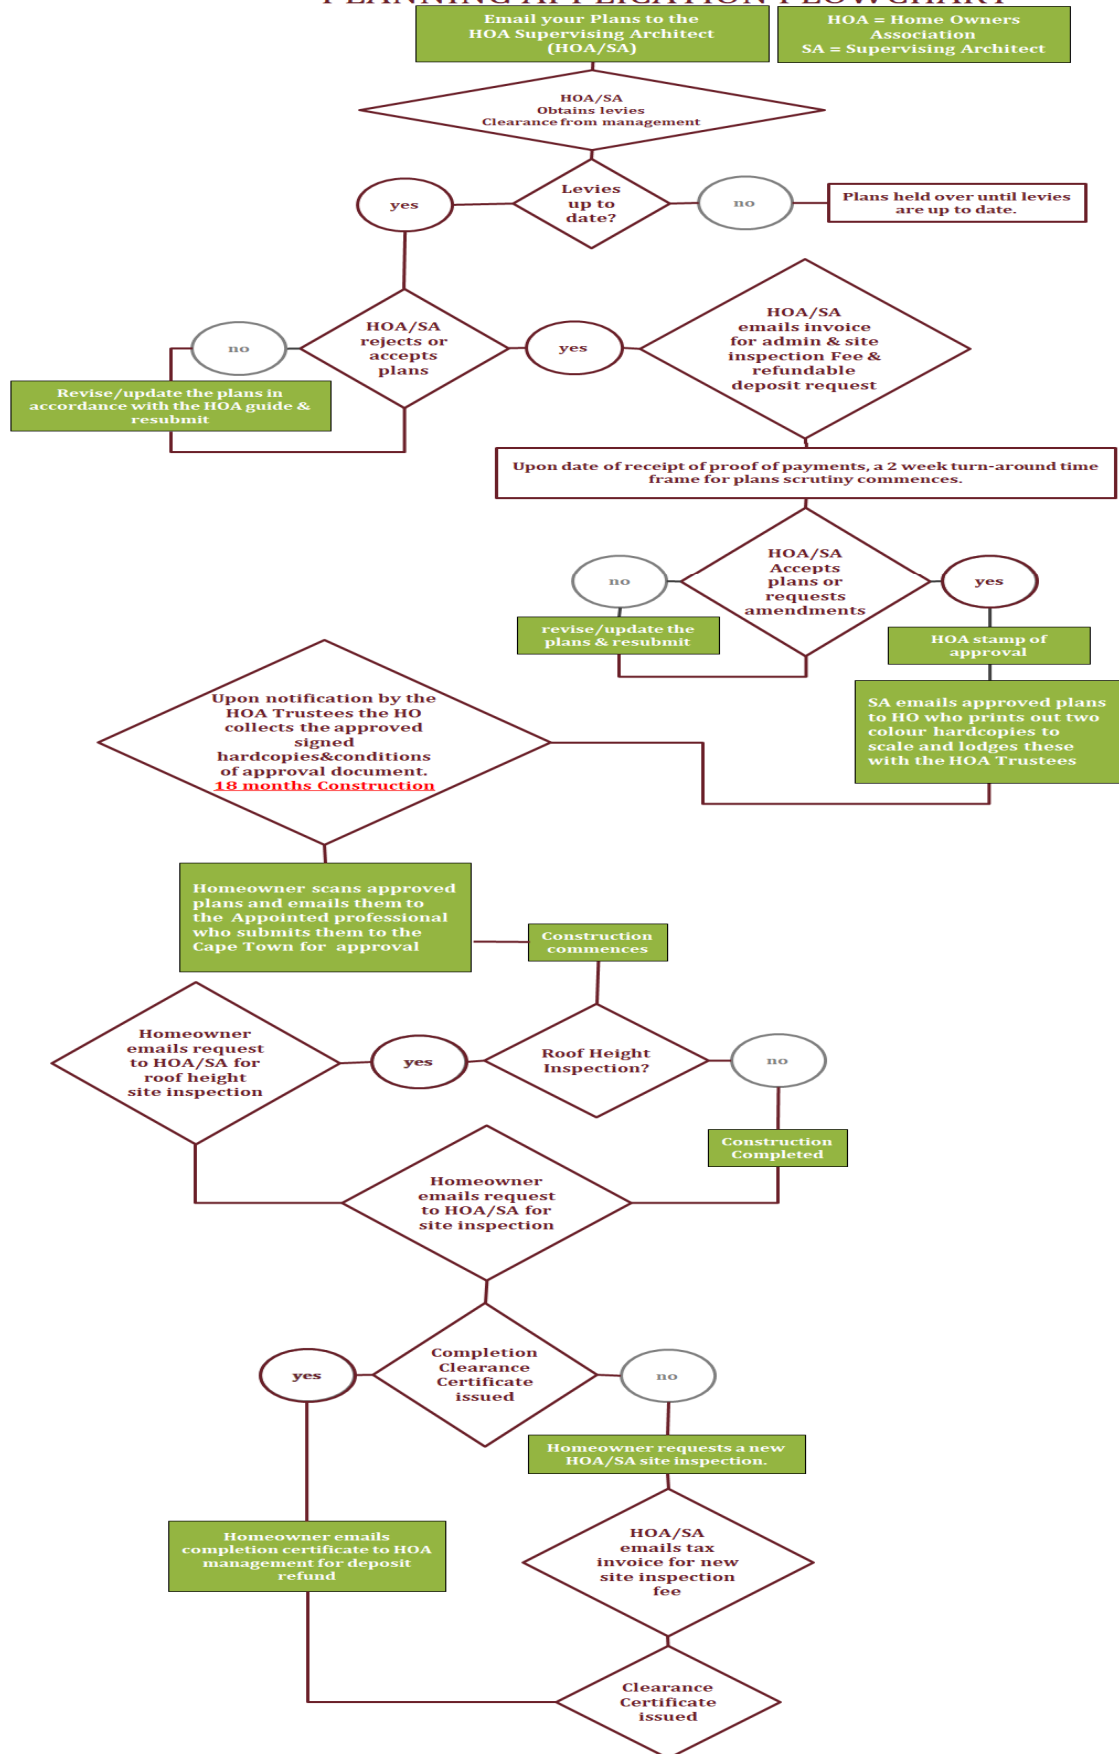 PLANNING APPLICATION FLOWCHART
Email your Plans to the
HOA Supervising Architect
(HOA/SA)
HOA = Home Owners
Association
SA = Supervising Architect
HOA/SA
Obtains levies
Clearance from management
Levies
up to
date?
yes
no
Plans held over until levies
are up to date.
HOA/SA
rejects or
accepts
plans
no
yes
HOA/SA
emails invoice
for admin & site
inspection Fee &
refundable
deposit request
Revise/update the plans in
accordance with the HOA guide &
resubmit
Upon date of receipt of proof of payments, a 2 week turn-around time
frame for plans scrutiny commences.
HOA/SA
Accepts
plans or
requests
amendments
no
yes
revise/update the
plans & resubmit
HOA stamp of
approval
SA emails approved plans
to HO who prints out two
colour hardcopies to
scale and lodges these
with the HOA Trustees
Upon notification by the
HOA Trustees the HO
collects the approved
signed
hardcopies&conditions
of approval document.
18 months Construction
Homeowner scans approved
plans and emails them to
the Appointed professional
who submits them to the
Cape Town for approval
Construction
commences
Homeowner
emails request
to HOA/SA for
roof height
site inspection
yes
Roof Height
Inspection?
no
Construction
Completed
Homeowner
emails request
to HOA/SA for
site inspection
Completion
Clearance
Certificate
issued
yes
no
Homeowner requests a new
HOA/SA site inspection.
Homeowner emails
completion certificate to HOA
management for deposit
refund
HOA/SA
emails tax
invoice for new
site inspection
fee
Clearance
Certificate
issued